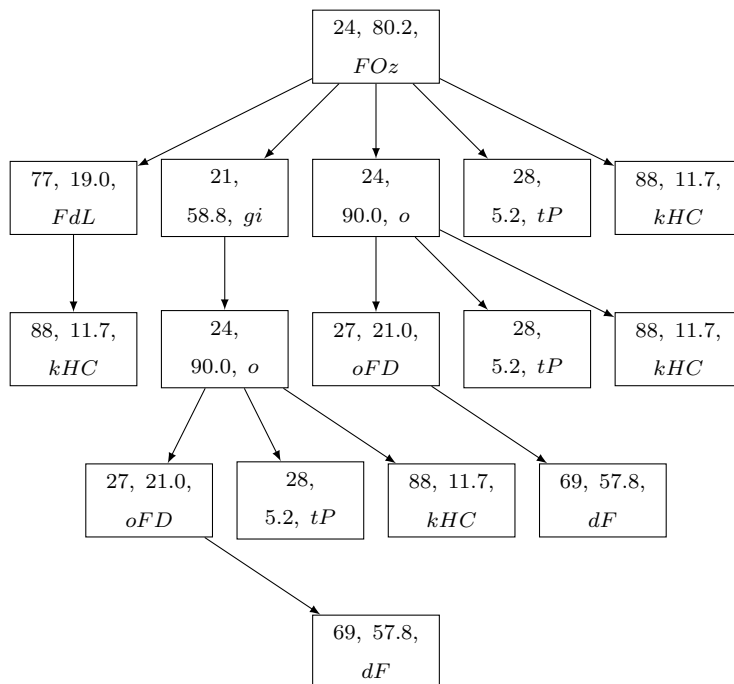 24, 80.2,
FOz
77, 19.0,
FdL
21,
58.8, gi
24,
90.0, o
28,
5.2, tP
88, 11.7,
kHC
88, 11.7,
kHC
24,
90.0, o
27, 21.0,
oFD
28,
5.2, tP
88, 11.7,
kHC
27, 21.0,
oFD
28,
5.2, tP
88, 11.7,
kHC
69, 57.8,
dF
69, 57.8,
dF